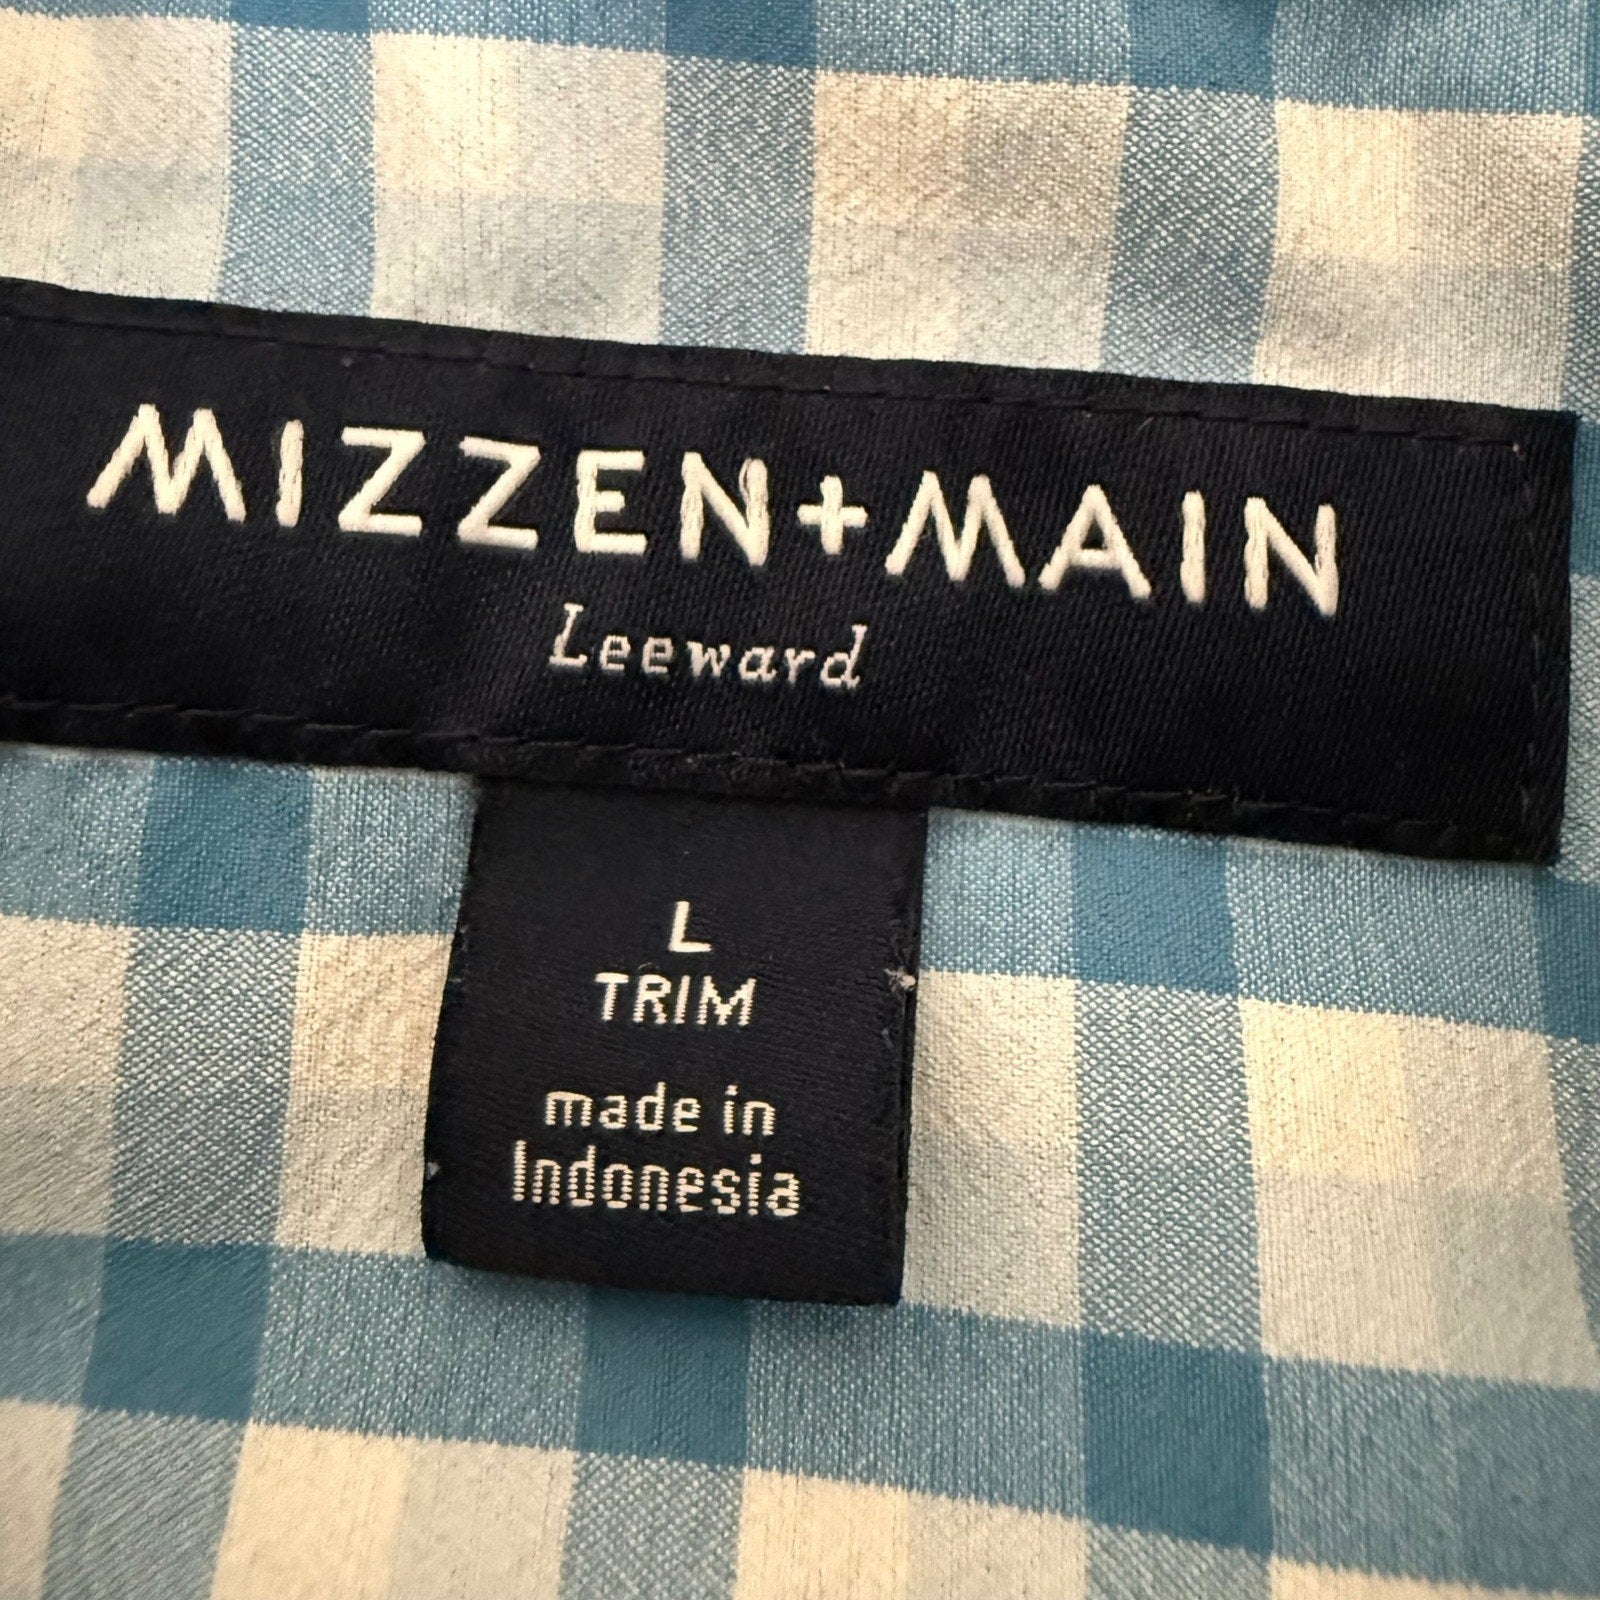 MIZZEN+MAIN
Leeward
L
TRIM
made in
Indonesia